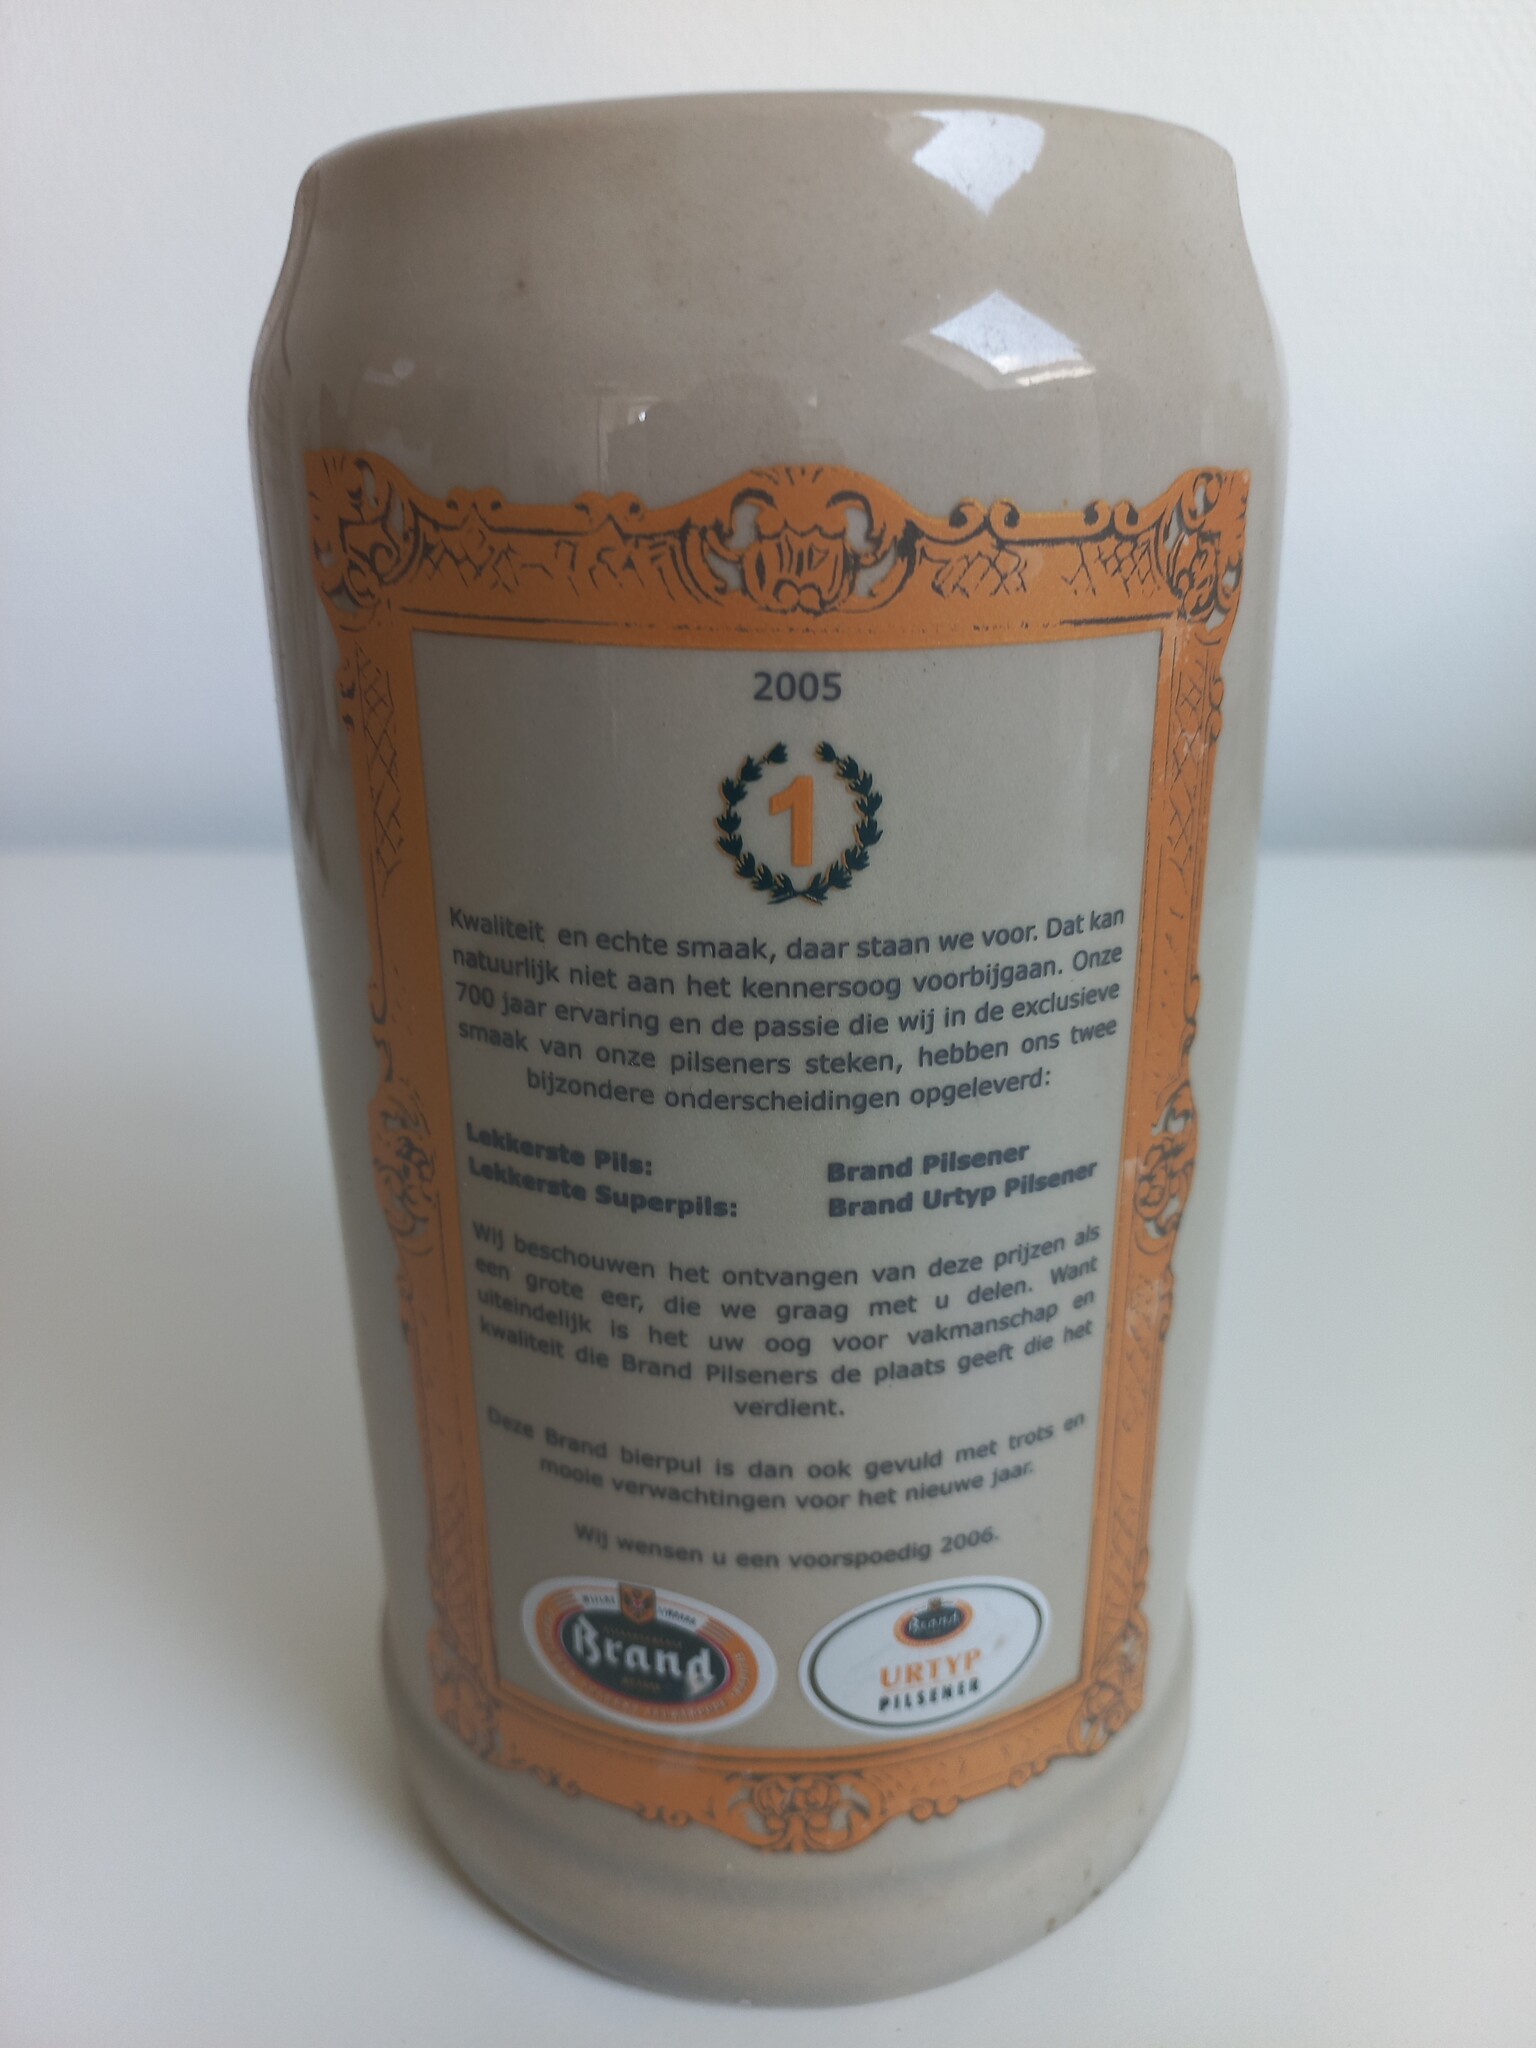 2005
1
Kwaliteit en echte smaak, daar staan we voor. Dat kan
natuurlijk niet aan het kennersoog voorbijgaan. Onze
700 jaar ervaring en de passie die wij in de exclusieve
smaak van onze pilseners steken, hebben ons twee
bijzondere onderscheidingen opgeleverd:
Lekkerste Pils: Brand Pilsener
Lekkerste Superpils: Brand Urtyp Pilsener
Wij beschouwen het ontvangen van deze prijzen als
een grote eer, die we graag met u delen. Want
uiteindelijk is het uw oog voor vakmanschap en
kwaliteit die Brand Pilseners de plaats geeft die het
verdient.
Deze Brand bierpul is dan ook gevuld met trots en
mooie verwachtingen voor het nieuwe jaar.
Wij wensen u een voorspoedig 2006.
Brand
Brand
URTYP
PILSENER